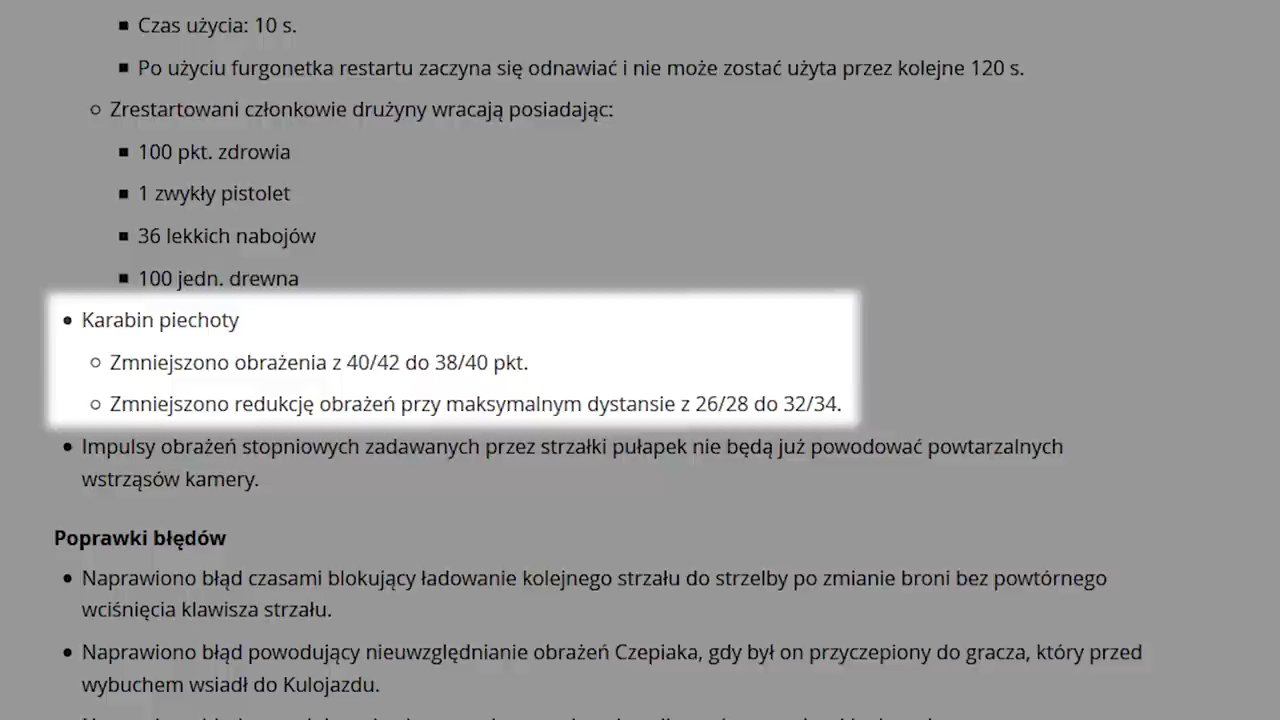 Czas użycia: 10 s.
Po użyciu furgonetka restartu zaczyna się odnawiać i nie może zostać użyta przez kolejne 120 s.
Zrestartowani członkowie drużyny wracają posiadając:
100 pkt. zdrowia
1 zwykły pistolet
36 lekkich nabojów
100 jedn. drewna
Karabin piechoty
Zmniejszono obrażenia z 40/42 do 38/40 pkt.
Zmniejszono redukcję obrażeń przy maksymalnym dystansie z 26/28 do 32/34.
Impulsy obrażeń stopniowych zadawanych przez strzałki pułapek nie będą już powodować powtarzalnych
wstrząsów kamery.
Poprawki błędów
Naprawiono błąd czasami blokujący ładowanie kolejnego strzału do strzelby po zmianie broni bez powtórnego
wciśnięcia klawisza strzału.
Naprawiono błąd powodujący nieuwzględnianie obrażeń Czepiaka, gdy był on przyczepiony do gracza, który przed
wybuchem wsiadł do Kulojazdu.